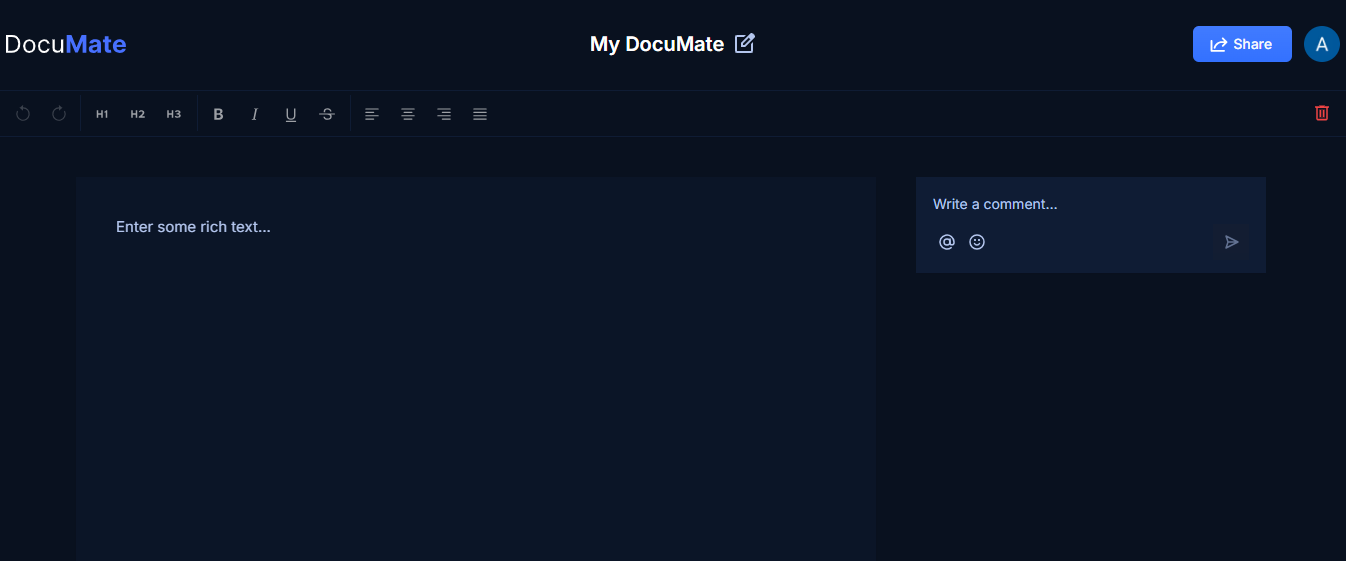 DocuMate
My DocuMate
Share
A
H1 H2 H3 B I U S
Enter some rich text...
Write a comment...
@